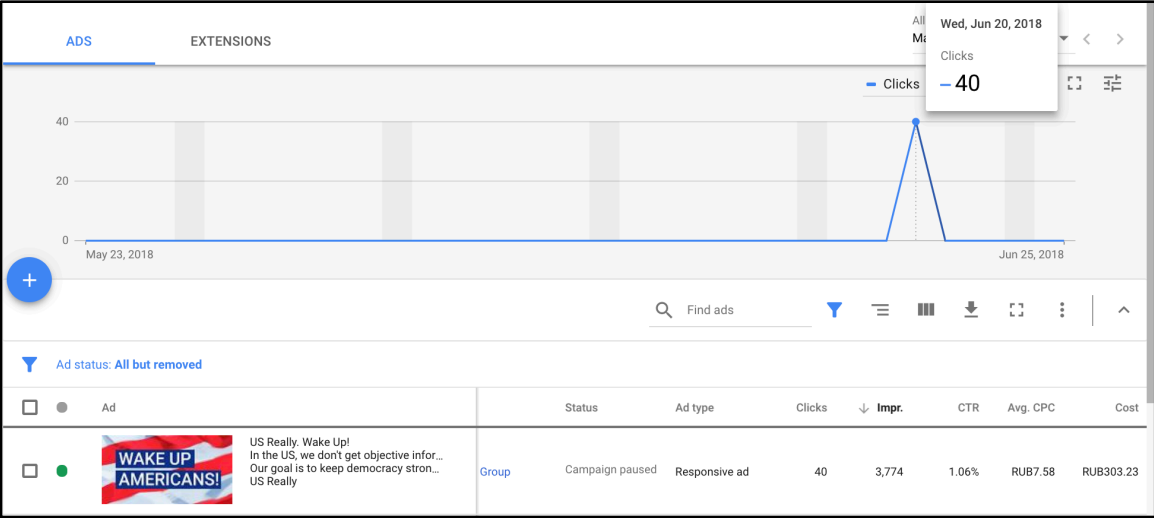 ADS
EXTENSIONS
All
Wed, Jun 20, 2018
Clicks
40
Clicks
40
20
0
May 23, 2018
Jun 25, 2018
Find ads
Ad status: All but removed
Ad
Status
Ad type
Clicks
Impr.
CTR
Avg. CPC
Cost
WAKE UP
AMERICANS!
US Really. Wake Up!
In the US, we don't get objective infor...
Our goal is to keep democracy stron...
US Really
Group
Campaign paused
Responsive ad
40
3,774
1.06%
RUB7.58
RUB303.23